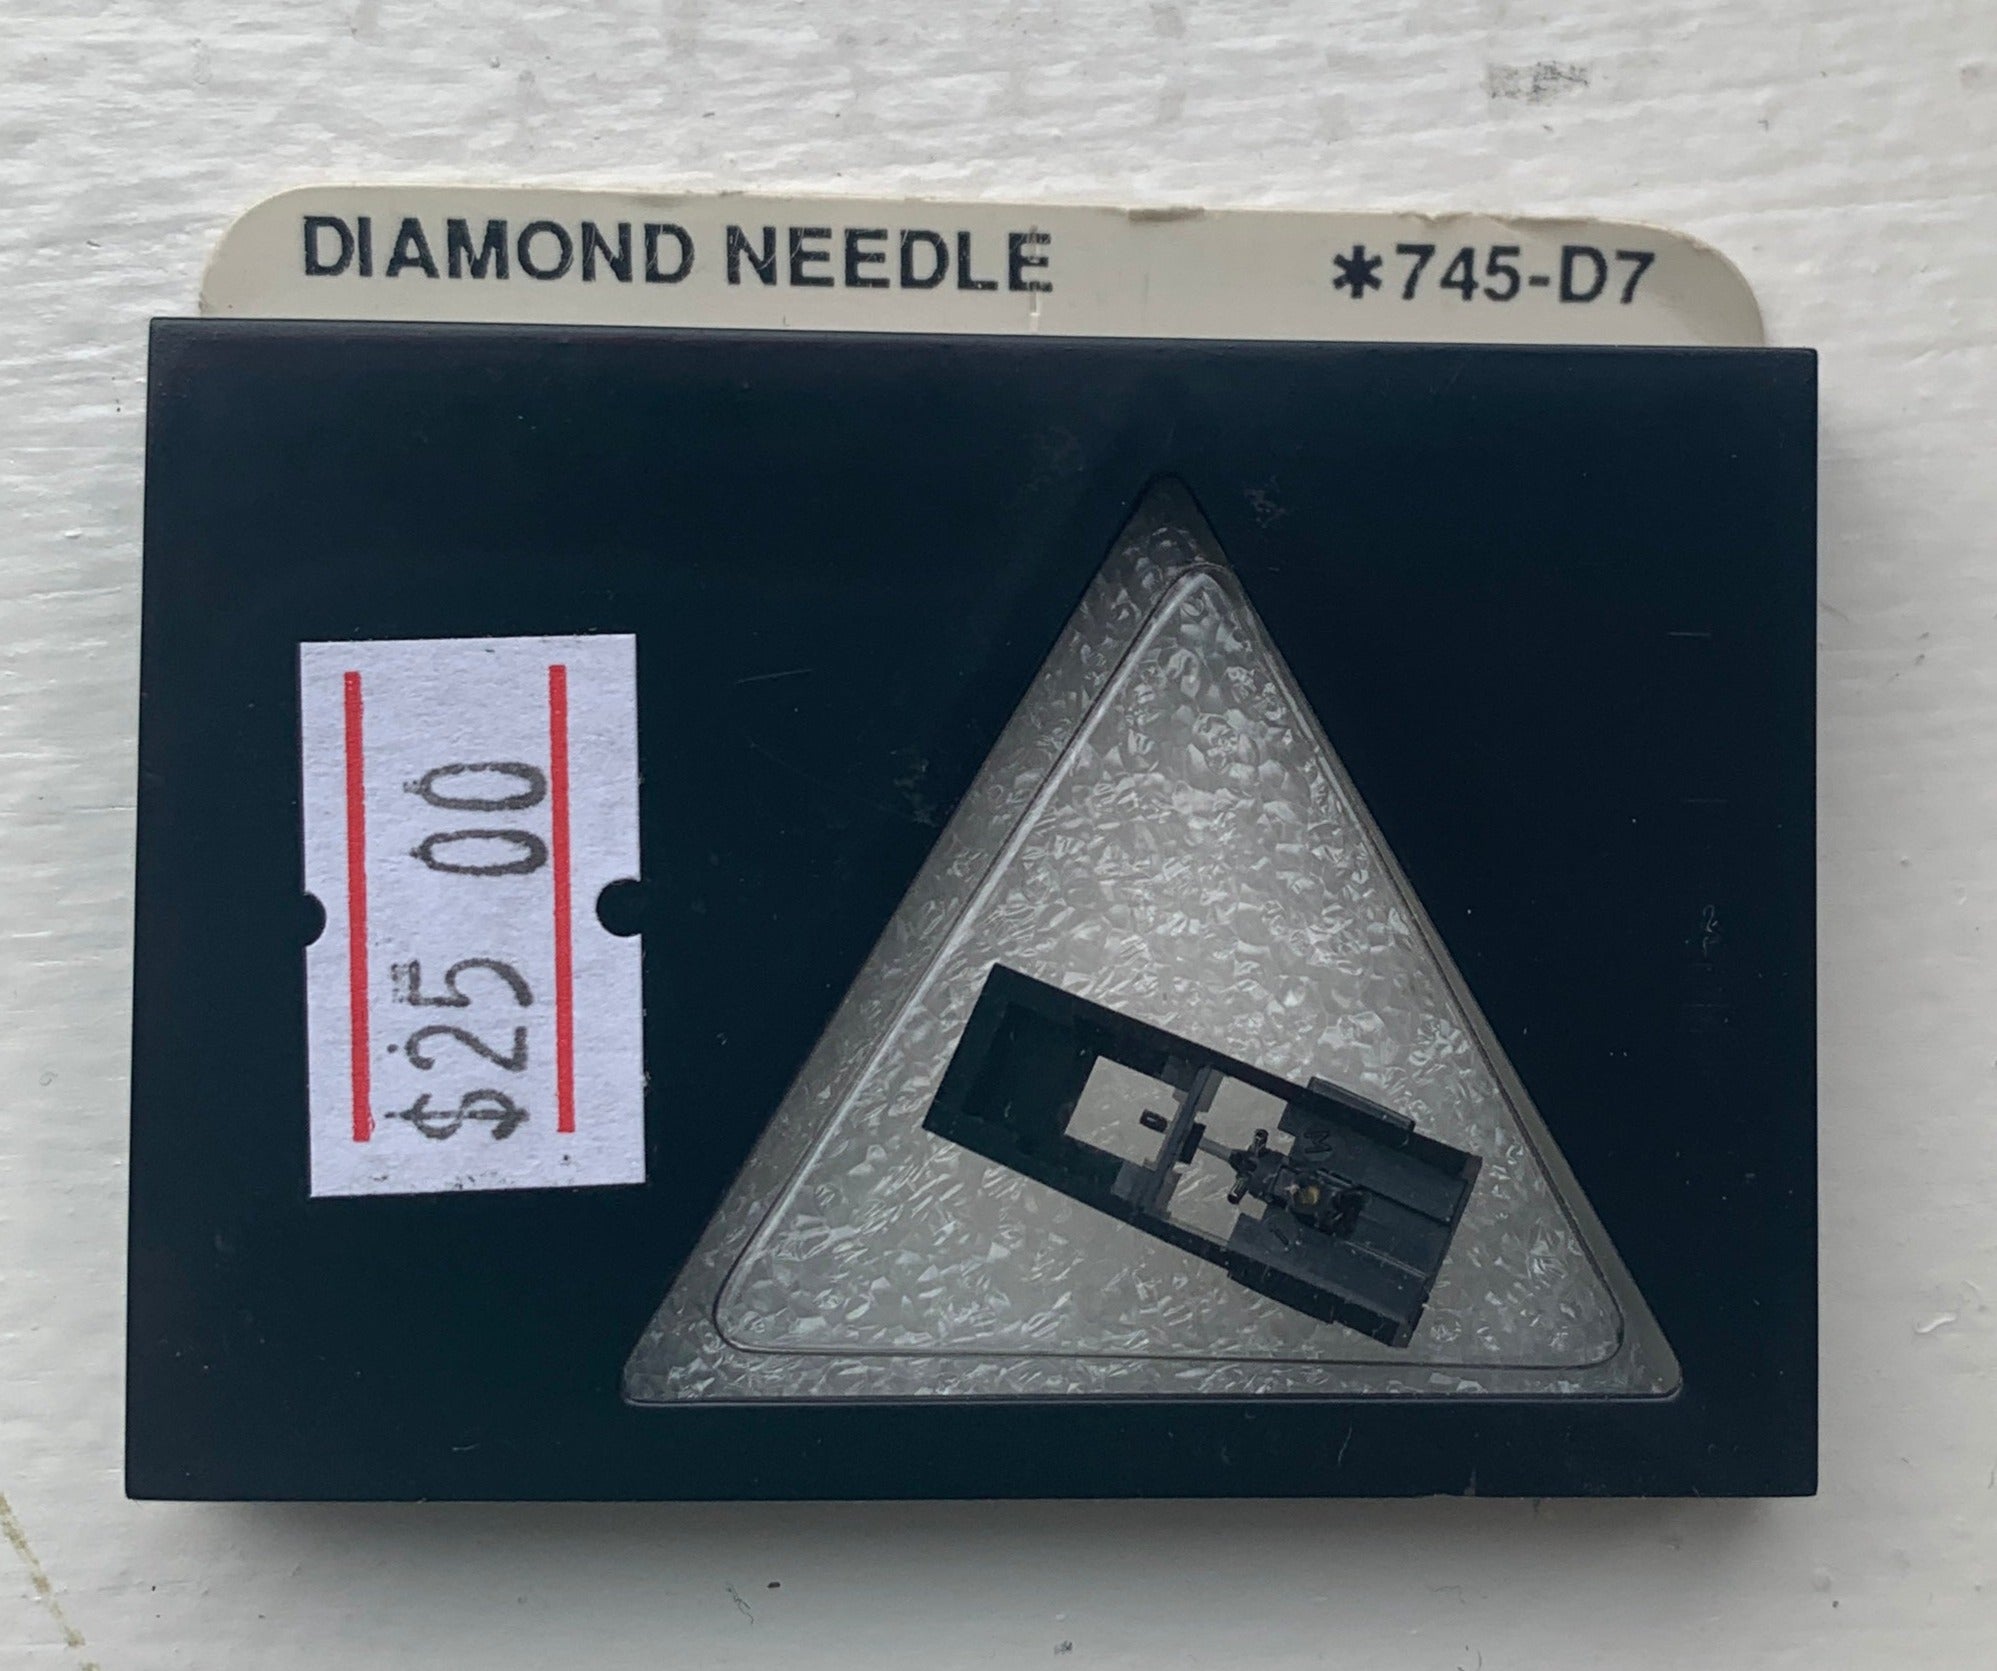 DIAMOND NEEDLE *745-D7
$25 00